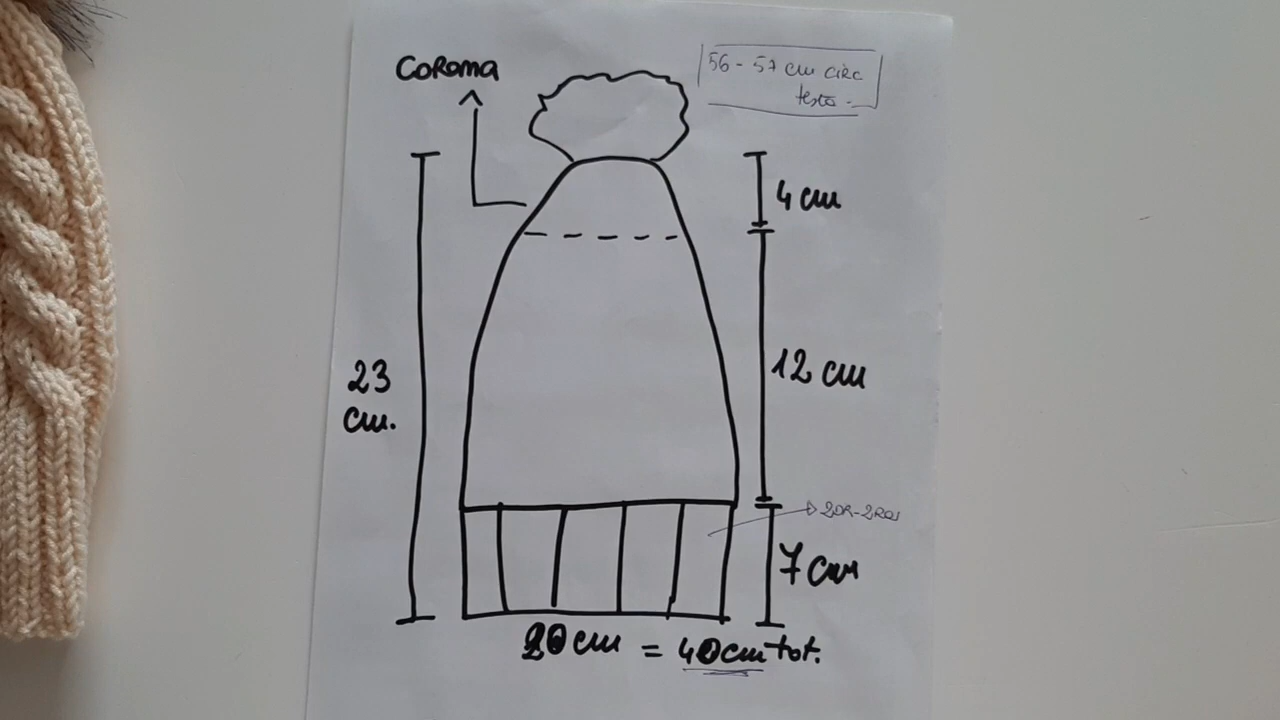 CORONA
56 - 57 cm circ
testa.
4 cm
12 cm
23
cm.
2DR-2ROV
7 cm
20 cm = 40 cm tot.